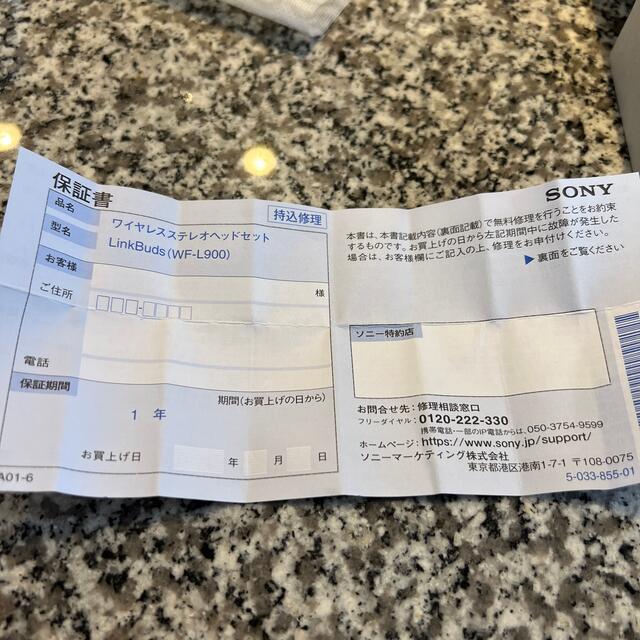 保証書
持込修理
品名
ワイヤレスステレオヘッドセット
型名
LinkBuds(WF-L900)
お客様
様
ご住所
電話
保証期間
期間(お買上げの日から)
1 年
お買上げ日 年 月 日
A01-6
SONY
本書は、本書記載内容(裏面記載)で無料修理を行うことをお約束
するものです。お買上げの日から左記期間中に故障が発生した
場合は、お客様欄にご記入の上、修理をお申付けください。
▶裏面をご覧ください
ソニー特約店
お問合せ先:修理相談窓口
フリーダイヤル:0120-222-330
携帯電話・一部のIP電話からは、050-3754-9599
ホームページ:https://www.sony.jp/support/
ソニーマーケティング株式会社
東京都港区港南1-7-1 〒108-0075
5-033-855-01